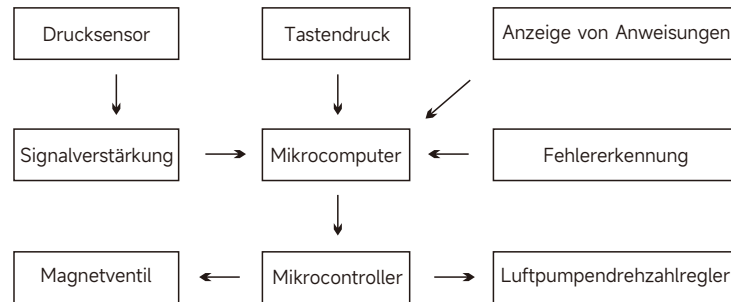 Drucksensor
Tastendruck
Anzeige von Anweisungen
Signalverstärkung
Mikrocomputer
Fehlererkennung
Magnetventil
Mikrocontroller
Luftpumpendrehzahlregler